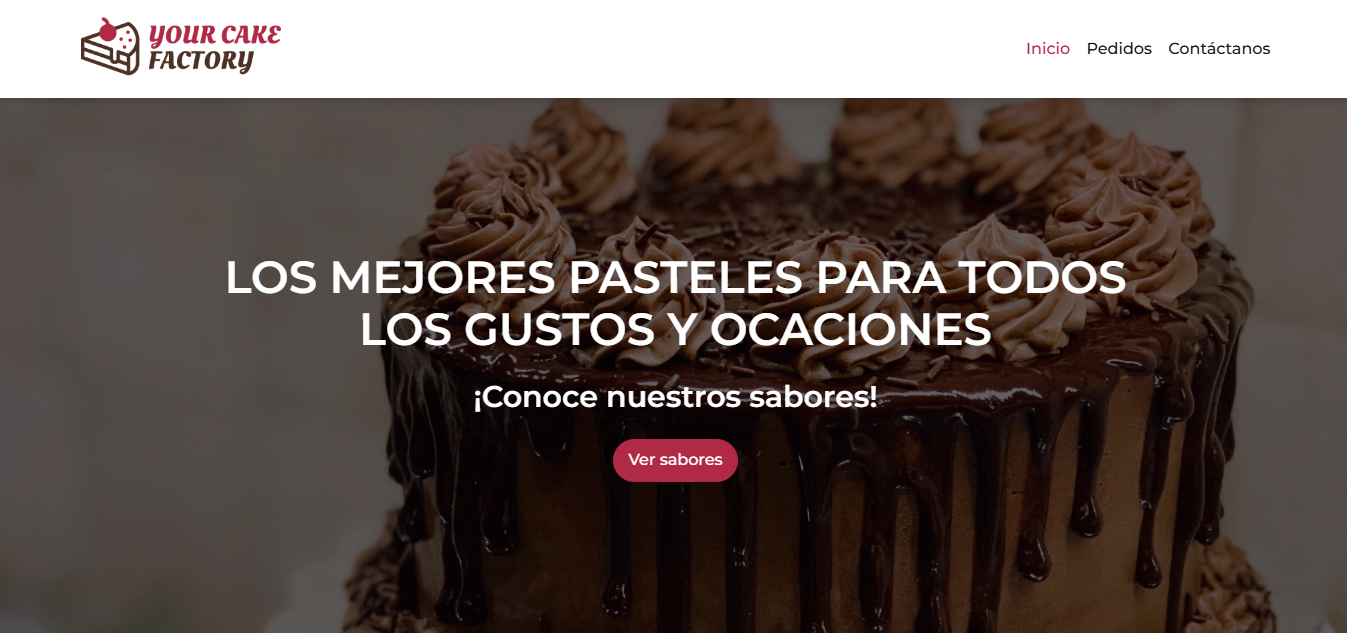 YOUR CAKE
FACTORY
Inicio Pedidos Contáctanos
LOS MEJORES PASTELES PARA TODOS
LOS GUSTOS Y OCACIONES
¡Conoce nuestros sabores!
Ver sabores